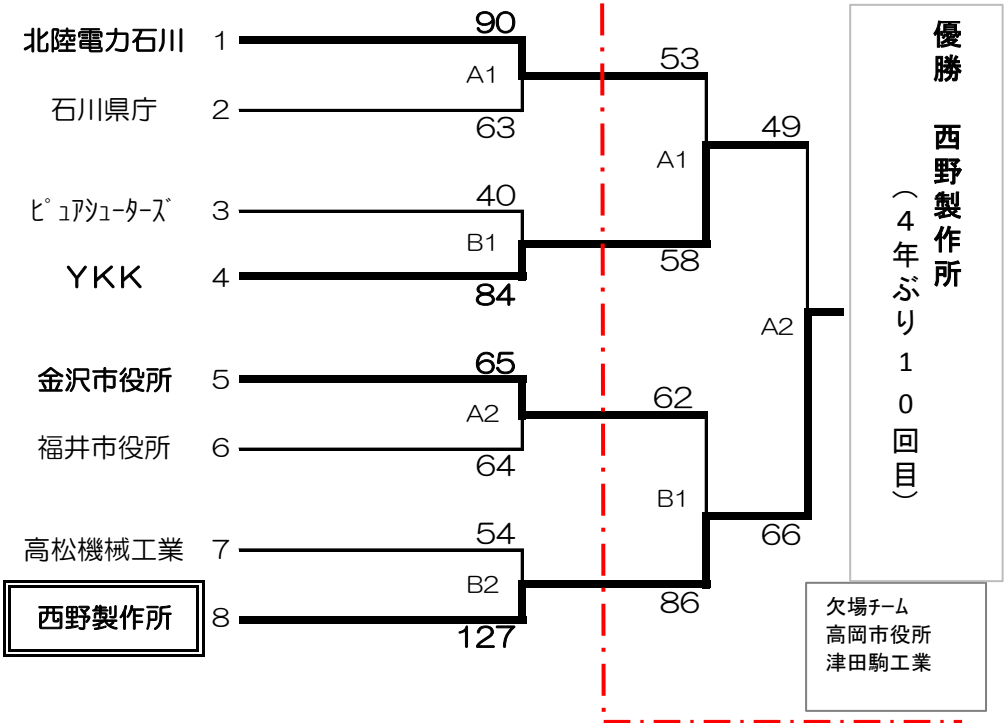 90
北陸電力石川 1
53
A1
石川県庁 2
63
49
A1
ﾋﾟｭｱｼｭｰﾀｰｽﾞ 3
40
B1
58
YKK 4
84
A2
65
金沢市役所 5
62
A2
福井市役所 6
64
B1
高松機械工業 7
54
66
B2
86
西野製作所 8
127
優勝 西野製作所
（4年ぶり10回目）
欠場ﾁｰﾑ
高岡市役所
津田駒工業